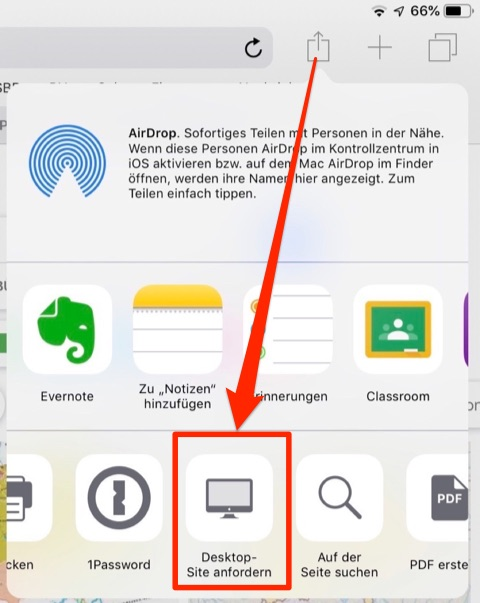 66%
AirDrop. Sofortiges Teilen mit Personen in der Nähe.
Wenn diese Personen AirDrop im Kontrollzentrum in
iOS aktivieren bzw. auf dem Mac AirDrop im Finder
öffnen, werden ihre Namen hier angezeigt. Zum
Teilen einfach tippen.
Evernote
Zu „Notizen"
hinzufügen
rinnerungen
Classroom
PDF
cken
1Password
Desktop-
Site anfordern
Auf der
Seite suchen
PDF erste